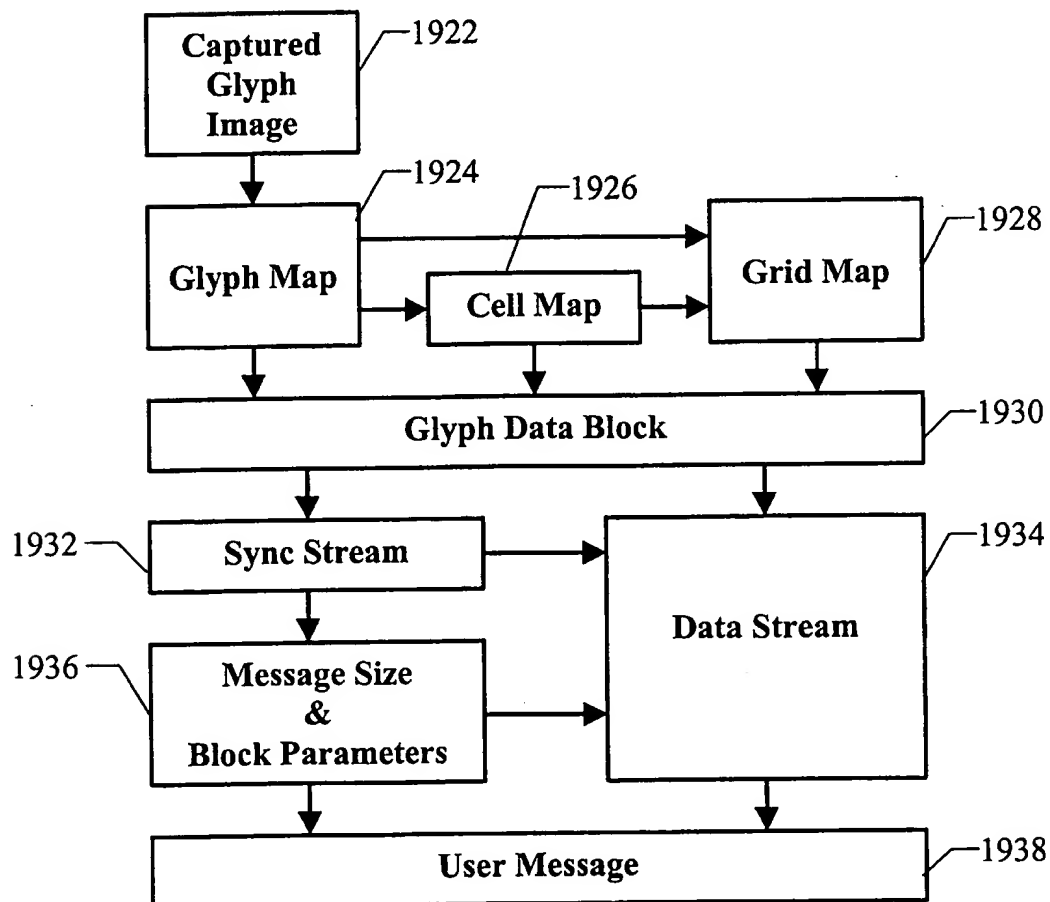 Captured
Glyph
Image
1922
1924
1926
1928
Glyph Map
Cell Map
Grid Map
Glyph Data Block
1930
1932
Sync Stream
1934
Data Stream
1936
Message Size
&
Block Parameters
User Message
1938